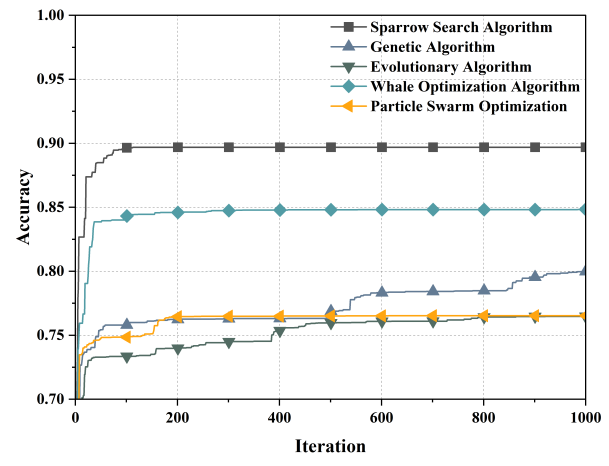 1.00
0.95
0.90
0.85
0.80
0.75
0.70
Accuracy
Sparrow Search Algorithm
Genetic Algorithm
Evolutionary Algorithm
Whale Optimization Algorithm
Particle Swarm Optimization
0
200
400
600
800
1000
Iteration